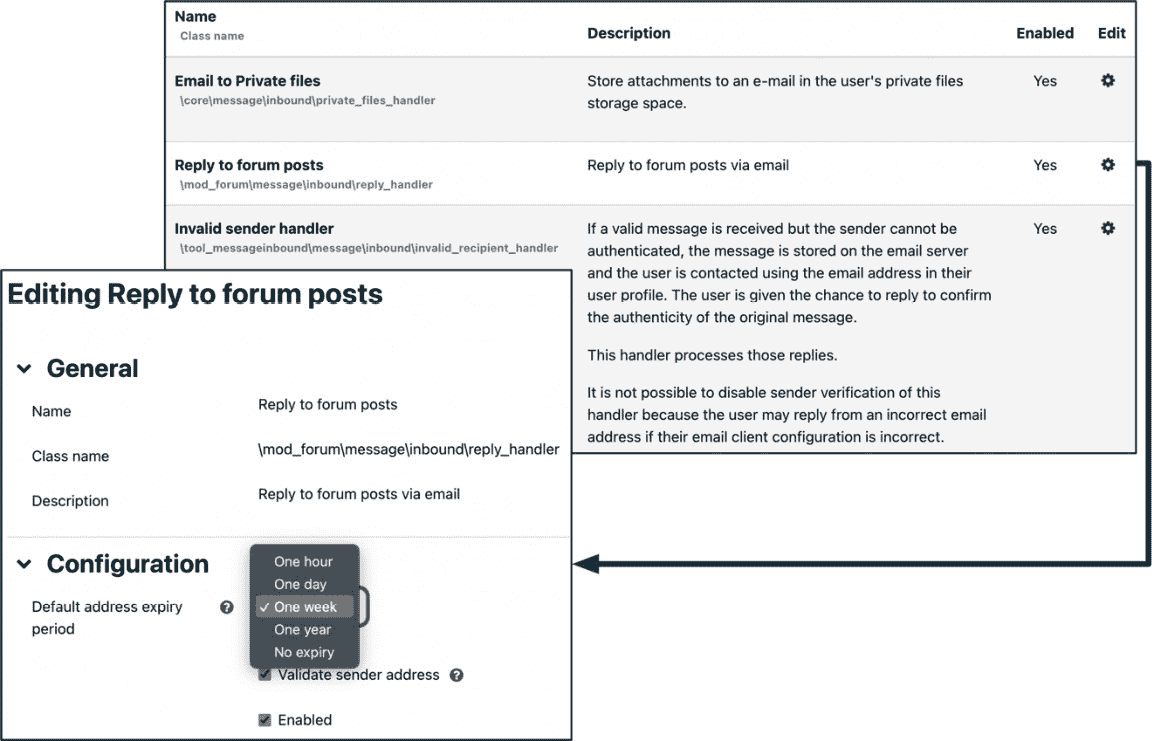 Name
Class name
Description
Enabled
Edit
Email to Private files
\core\message\inbound\private_files_handler
Store attachments to an e-mail in the user's private files
storage space.
Yes
Reply to forum posts
\mod_forum\message\inbound\reply_handler
Reply to forum posts via email
Yes
Invalid sender handler
\tool_messageinbound\message\inbound\invalid_recipient_handler
If a valid message is received but the sender cannot be
authenticated, the message is stored on the email server
and the user is contacted using the email address in their
user profile. The user is given the chance to reply to confirm
the authenticity of the original message.
This handler processes those replies.
It is not possible to disable sender verification of this
handler because the user may reply from an incorrect email
address if their email client configuration is incorrect.
Yes
Editing Reply to forum posts
General
Name
Reply to forum posts
Class name
\mod_forum\message\inbound\reply_handler
Description
Reply to forum posts via email
Configuration
Default address expiry
period
One hour
One day
One week
One year
No expiry
Validate sender address
Enabled